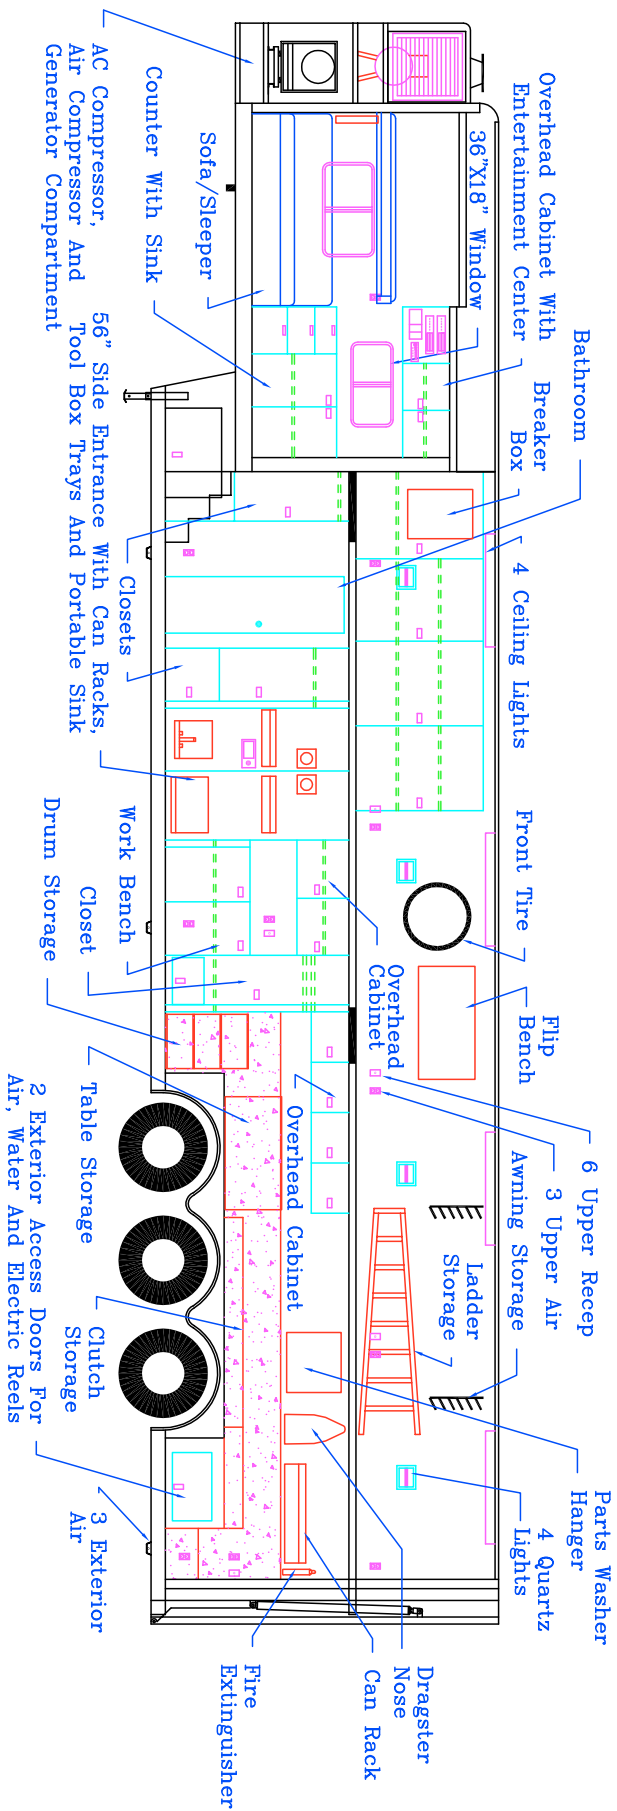 Overhead Cabinet With
Entertainment Center
36"X18" Window
Bathroom
Breaker
Box
4 Ceiling Lights
Front Tire
Flip
Bench
6 Upper Recep
3 Upper Air
Awning Storage
Ladder
Storage
Parts Washer
Hanger
4 Quartz
Lights
AC Compressor,
Air Compressor And
Generator Compartment
Counter With Sink
Sofa/Sleeper
56" Side Entrance With Can Racks,
Tool Box Trays And Portable Sink
Closets
Work Bench
Closet
Drum Storage
Overhead
Cabinet
Overhead Cabinet
Table Storage
2 Exterior Access Doors For
Air, Water And Electric Reels
Clutch
Storage
3 Exterior
Air
Fire
Extinguisher
Can Rack
Dragster
Nose